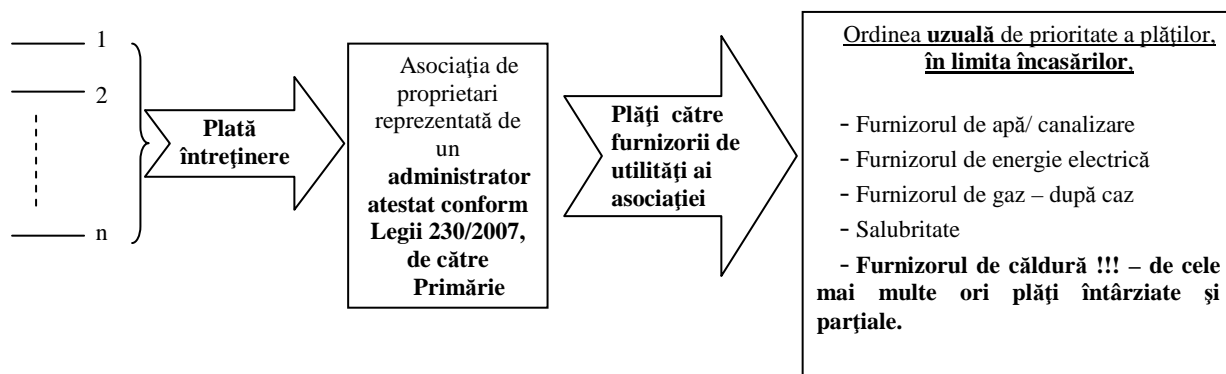 1
2
n
Plată
întreţinere
Asociaţia de
proprietari
reprezentată de
un
administrator
atestat conform
Legii 230/2007,
de către
Primărie
Plăţi către
furnizorii de
utilităţi ai
asociaţiei
Ordinea uzuală de prioritate a plăţilor,
în limita încasărilor,
- Furnizorul de apă/ canalizare
- Furnizorul de energie electrică
- Furnizorul de gaz – după caz
- Salubritate
- Furnizorul de căldură !!! – de cele
mai multe ori plăţi întârziate şi
parţiale.